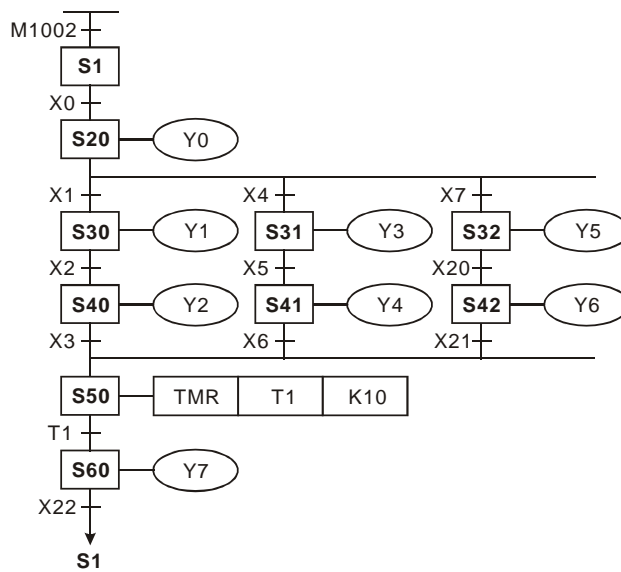 M1002
S1
X0
S20 Y0
X1 X4 X7
S30 Y1 S31 Y3 S32 Y5
X2 X5 X20
S40 Y2 S41 Y4 S42 Y6
X3 X6 X21
S50 TMR T1 K10
T1
S60 Y7
X22
S1